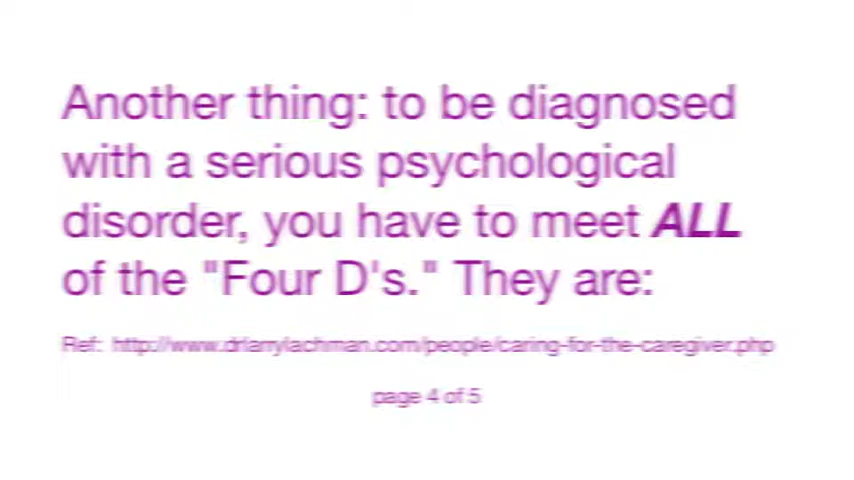 Another thing: to be diagnosed
with a serious psychological
disorder, you have to meet ALL
of the "Four D's." They are:
Ref: http://www.drlarrylachman.com/people/caring-for-the-caregiver.php
page 4 of 5